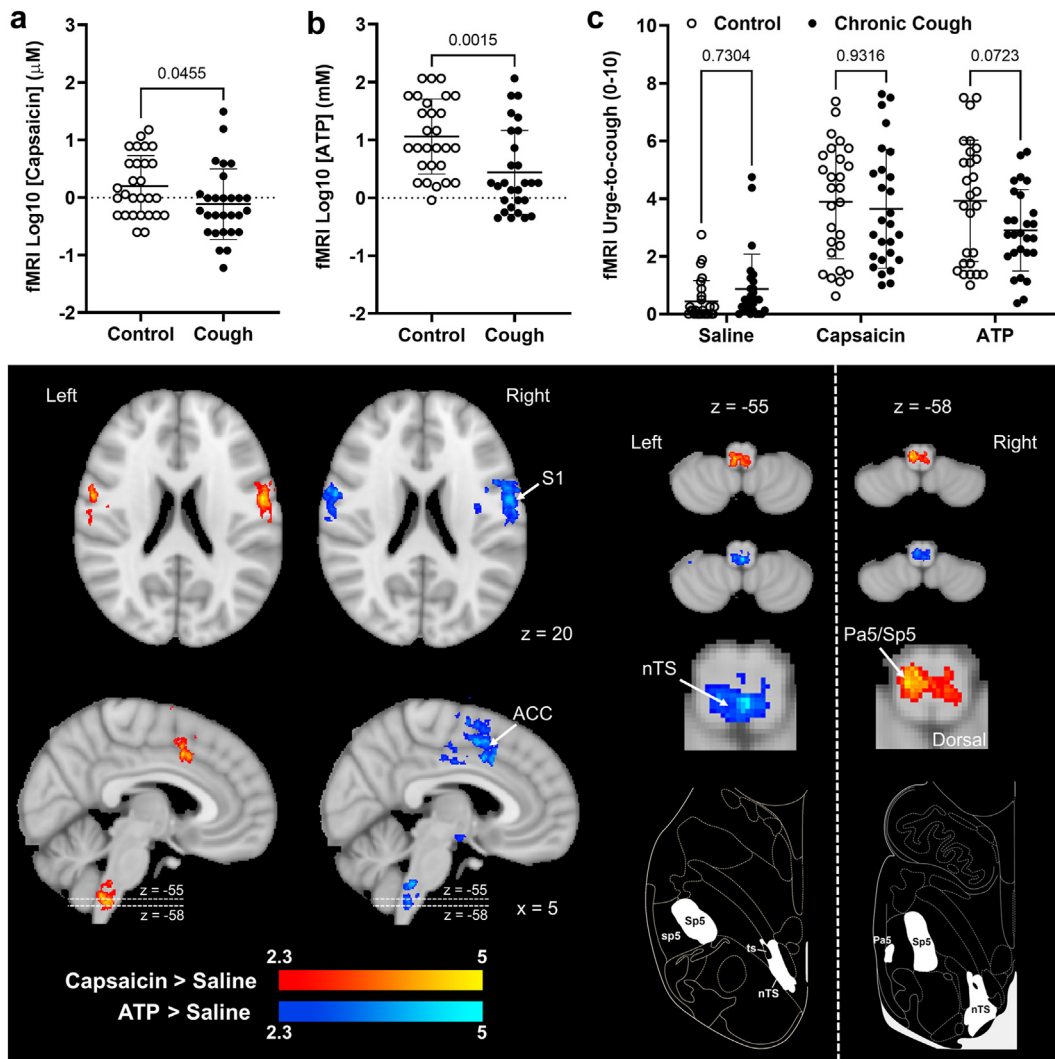 a
fMRI Log10 [Capsaicin] (μM)
3
2
1
0
-1
-2
0.0455
Control
Cough
b
fMRI Log10 [ATP] (mM)
3
2
1
0
-1
-2
0.0015
Control
Cough
c
Control
Chronic Cough
fMRI Urge-to-cough (0-10)
10
8
6
4
2
0
0.7304
0.9316
0.0723
Saline
Capsaicin
ATP
Left
Right
S1
z = 20
ACC
z = -55
z = -58
z = -55
z = -58
x = 5
2.3
5
Capsaicin > Saline
ATP > Saline
2.3
5
z = -55
z = -58
Left
Right
nTS
Pa5/Sp5
Dorsal
Sp5
sp5
ts
nTS
Pa5
Sp5
nTS